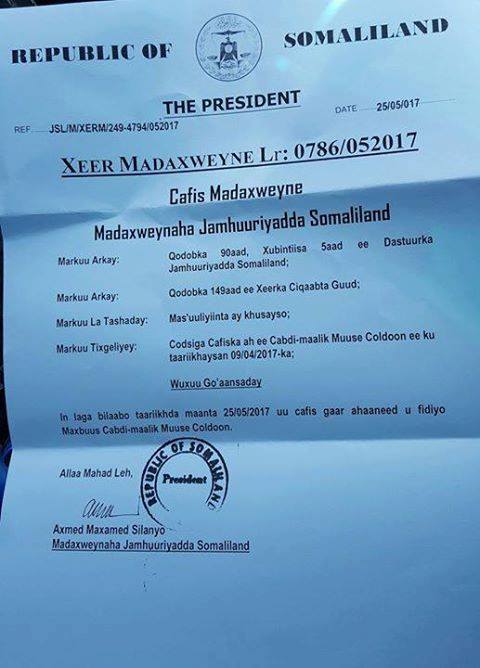 REPUBLIC OF SOMALILAND
THE PRESIDENT
REF JSL/M/XERM/249-4794/052017 DATE 25/05/017
XEER MADAXWEYNE Lr: 0786/052017
Cafis Madaxweyne
Madaxweynaha Jamhuuriyadda Somaliland
Markuu Arkay: Qodobka 90aad, Xubintiisa 5aad ee Dastuurka
Jamhuuriyadda Somaliland;
Markuu Arkay: Qodobka 149aad ee Xeerka Ciqaabta Guud;
Markuu La Tashaday: Mas'uuliyiinta ay khusayso;
Markuu Tixgeliyey: Codsiga Cafiska ah ee Cabdi-maalik Muuse Coldoon ee ku
taariikhaysan 09/04/2017-ka;
Wuxuu Go'aansaday
In laga bilaabo taariikhda maanta 25/05/2017 uu cafis gaar ahaaneed u fidiyo
Maxbuus Cabdi-maalik Muuse Coldoon.
Allaa Mahad Leh,
REPUBLIC OF SOMALILAND
President
Axmed Maxamed Silanyo
Madaxweynaha Jamhuuriyadda Somaliland